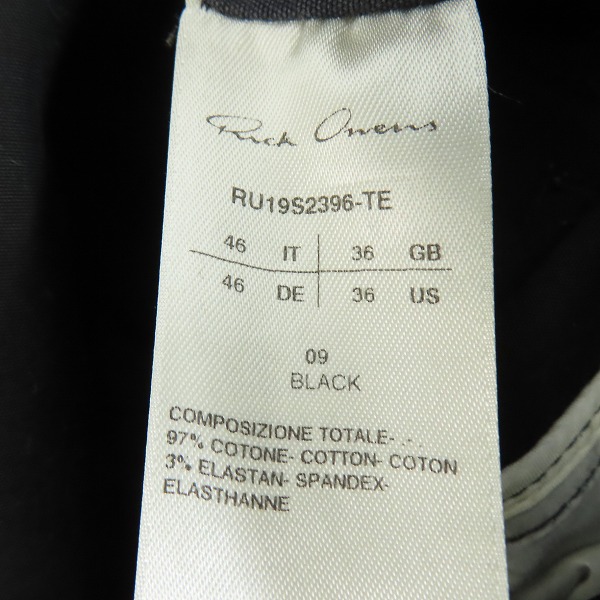 Rick Owens
RU19S2396-TE
46 IT 36 GB
46 DE 36 US
09
BLACK
COMPOSIZIONE TOTALE- -
97% COTONE- COTTON- COTON
3% ELASTAN- SPANDEX-
ELASTHANNE